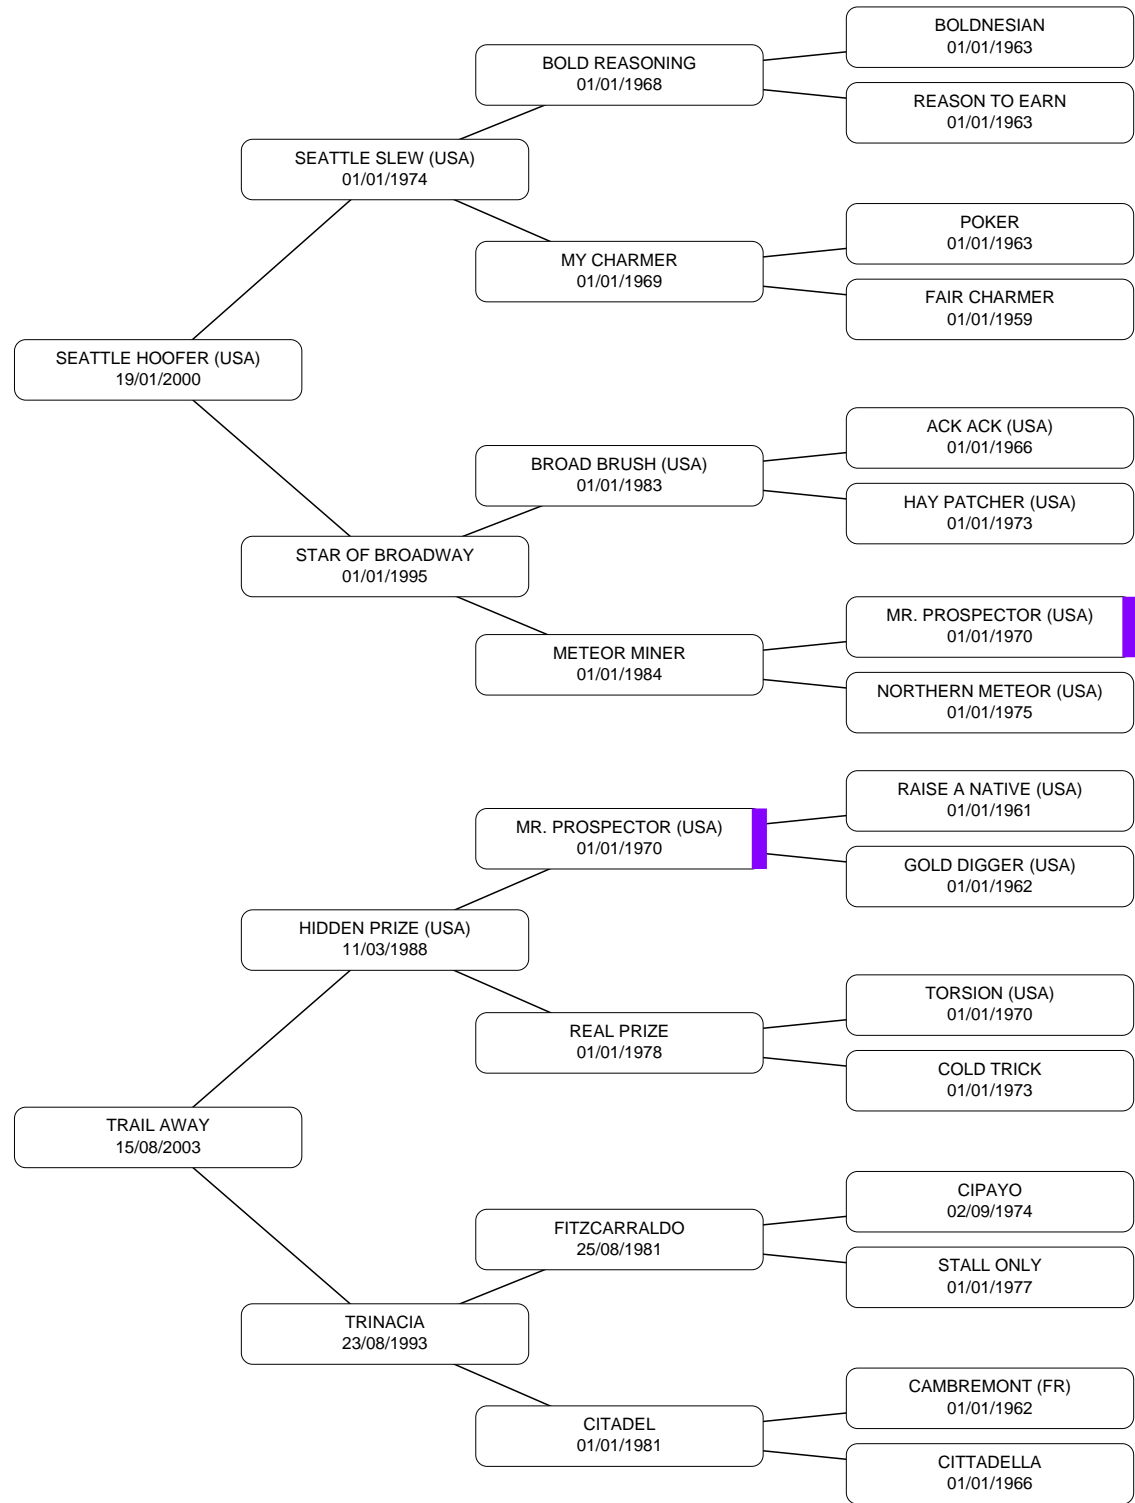 BOLDNESIAN
01/01/1963
BOLD REASONING
01/01/1968
REASON TO EARN
01/01/1963
SEATTLE SLEW (USA)
01/01/1974
POKER
01/01/1963
MY CHARMER
01/01/1969
FAIR CHARMER
01/01/1959
SEATTLE HOOFER (USA)
19/01/2000
ACK ACK (USA)
01/01/1966
BROAD BRUSH (USA)
01/01/1983
HAY PATCHER (USA)
01/01/1973
STAR OF BROADWAY
01/01/1995
MR. PROSPECTOR (USA)
01/01/1970
METEOR MINER
01/01/1984
NORTHERN METEOR (USA)
01/01/1975
RAISE A NATIVE (USA)
01/01/1961
MR. PROSPECTOR (USA)
01/01/1970
GOLD DIGGER (USA)
01/01/1962
HIDDEN PRIZE (USA)
11/03/1988
TORSION (USA)
01/01/1970
REAL PRIZE
01/01/1978
COLD TRICK
01/01/1973
TRAIL AWAY
15/08/2003
CIPAYO
02/09/1974
FITZCARRALDO
25/08/1981
STALL ONLY
01/01/1977
TRINACIA
23/08/1993
CAMBREMONT (FR)
01/01/1962
CITADEL
01/01/1981
CITTADELLA
01/01/1966